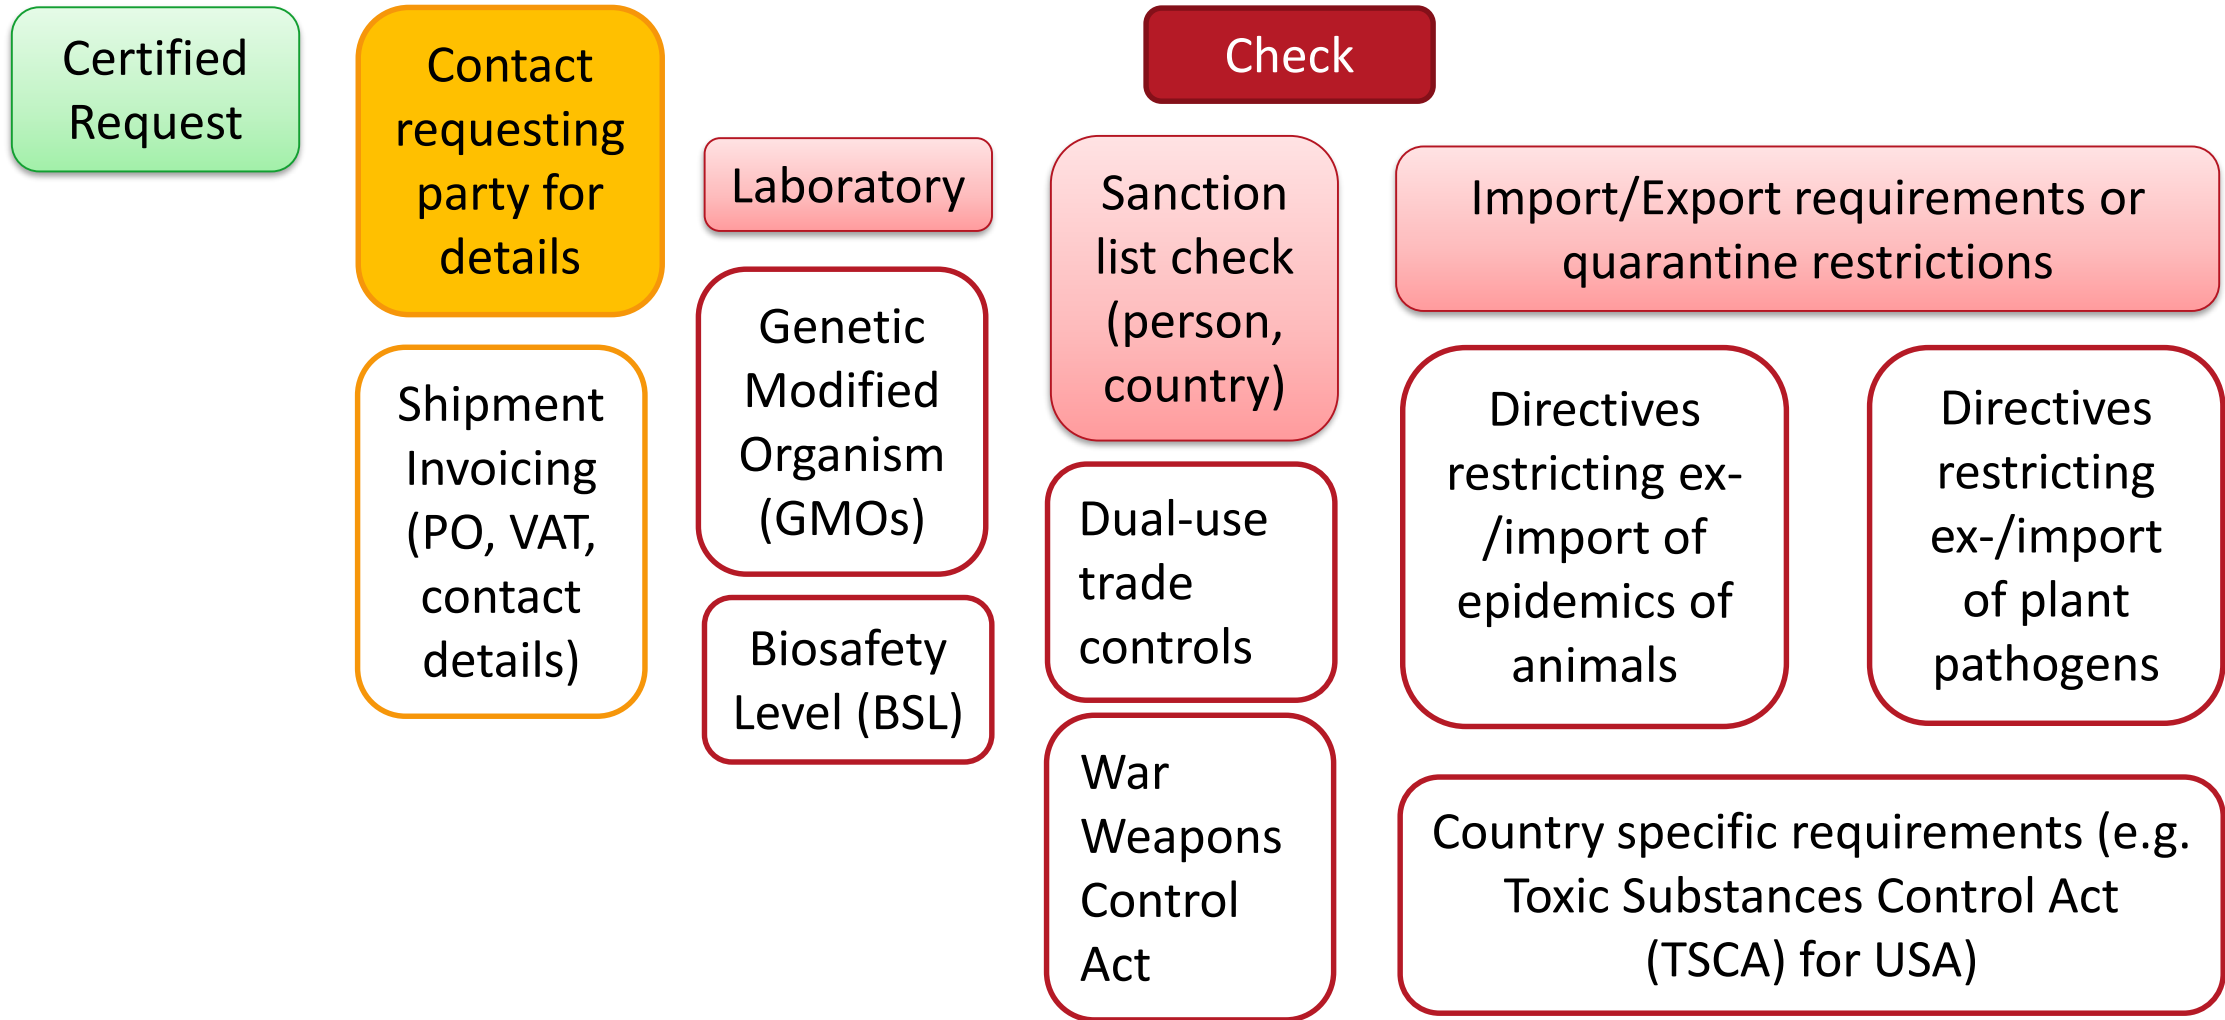 Certified
Request
Contact
requesting
party for
details
Shipment
Invoicing
(PO, VAT,
contact
details)
Check
Laboratory
Genetic
Modified
Organism
(GMOs)
Biosafety
Level (BSL)
Sanction
list check
(person,
country)
Dual-use
trade
controls
War
Weapons
Control
Act
Import/Export requirements or
quarantine restrictions
Directives
restricting ex-
/import of
epidemics of
animals
Directives
restricting
ex-/import
of plant
pathogens
Country specific requirements (e.g.
Toxic Substances Control Act
(TSCA) for USA)